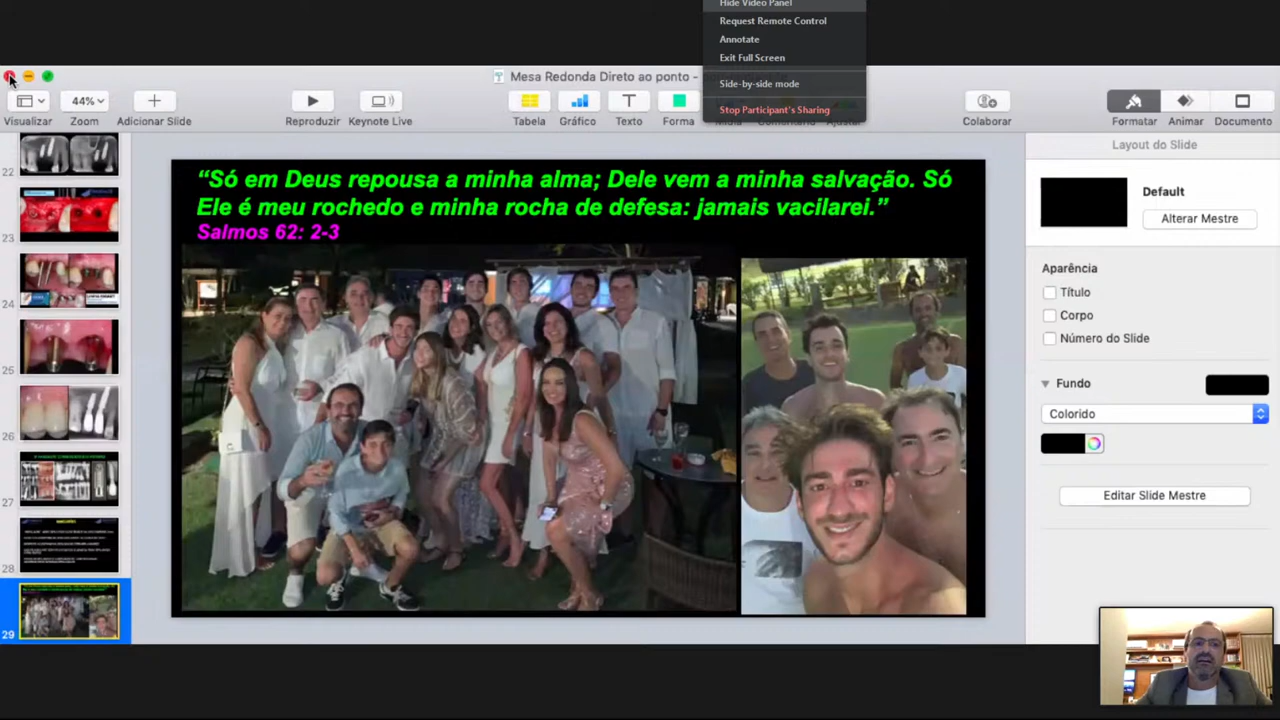 Hide Video Panel
Request Remote Control
Annotate
Exit Full Screen
Side-by-side mode
Stop Participant's Sharing
Mesa Redonda Direto ao ponto -
44%
Visualizar
Zoom
Adicionar Slide
Reproduzir
Keynote Live
Tabela
Gráfico
Texto
Forma
Colaborar
Formatar
Animar
Documento
22
23
24
25
26
27
28
29
“Só em Deus repousa a minha alma; Dele vem a minha salvação. Só
Ele é meu rochedo e minha rocha de defesa: jamais vacilarei.”
Salmos 62: 2-3
Layout do Slide
Default
Alterar Mestre
Aparência
Título
Corpo
Número do Slide
Fundo
Colorido
Editar Slide Mestre